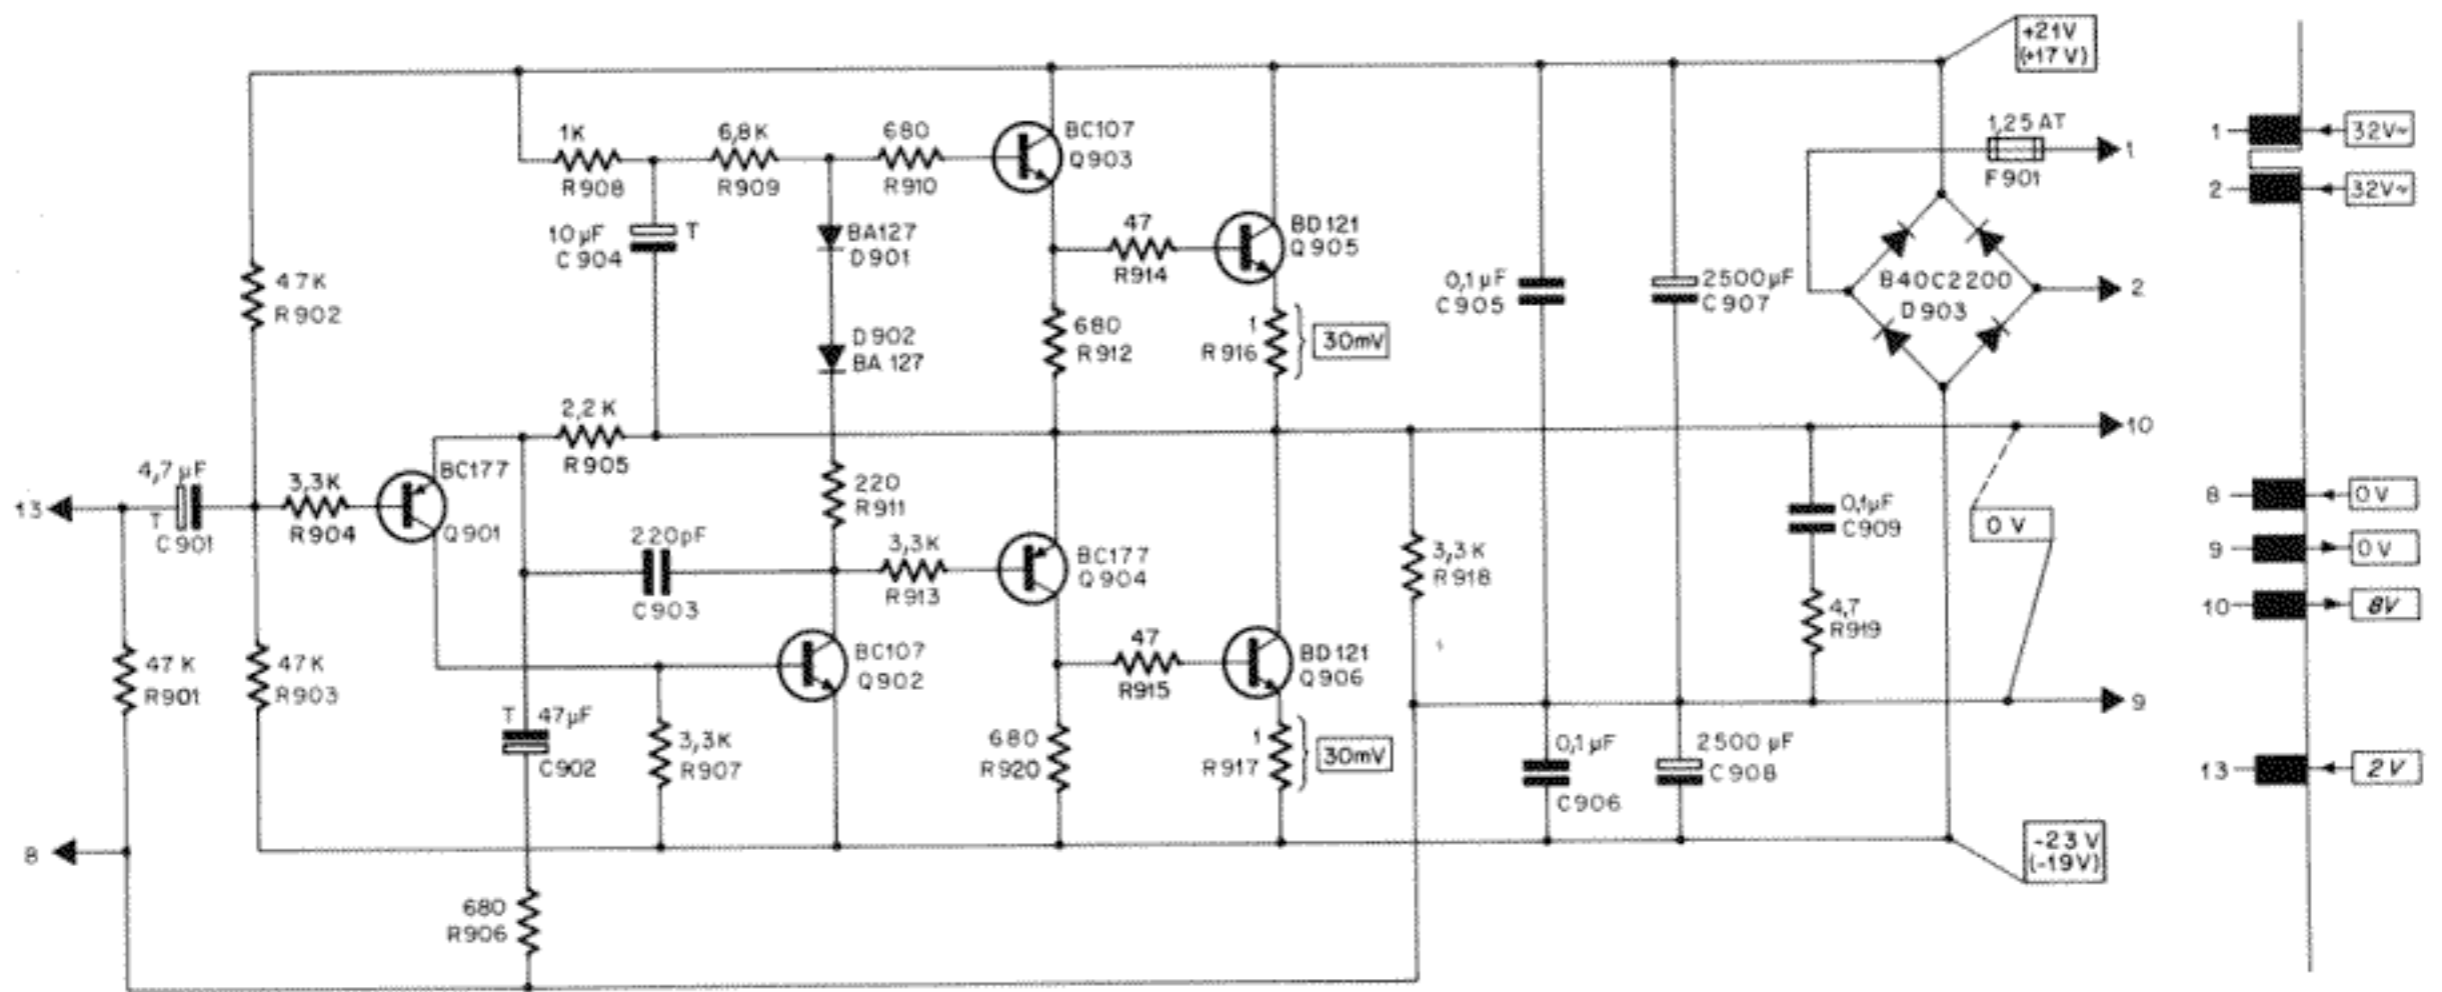 +21V
(+17V)
1K
R908
6,8K
R909
680
R910
BC107
Q903
1,25 AT
F901
1
1
32V~
2
32V~
10µF
C904
T
BA127
D901
47
R914
BD121
Q905
47K
R902
0,1µF
C905
2500µF
C907
B40C2200
D903
2
D902
BA127
680
R912
1
R916
30mV
2,2K
R905
10
4,7µF
T
C901
13
3,3K
R904
BC177
Q901
220
R911
220pF
C903
3,3K
R913
BC177
Q904
3,3K
R918
0,1µF
C909
0 V
8
0V
9
0V
10
8V
4,7
R919
47K
R901
47K
R903
BC107
Q902
47
R915
BD121
Q906
9
T
47µF
C902
3,3K
R907
680
R920
1
R917
30mV
0,1µF
C906
2500µF
C908
13
2V
8
-23V
(-19V)
680
R906